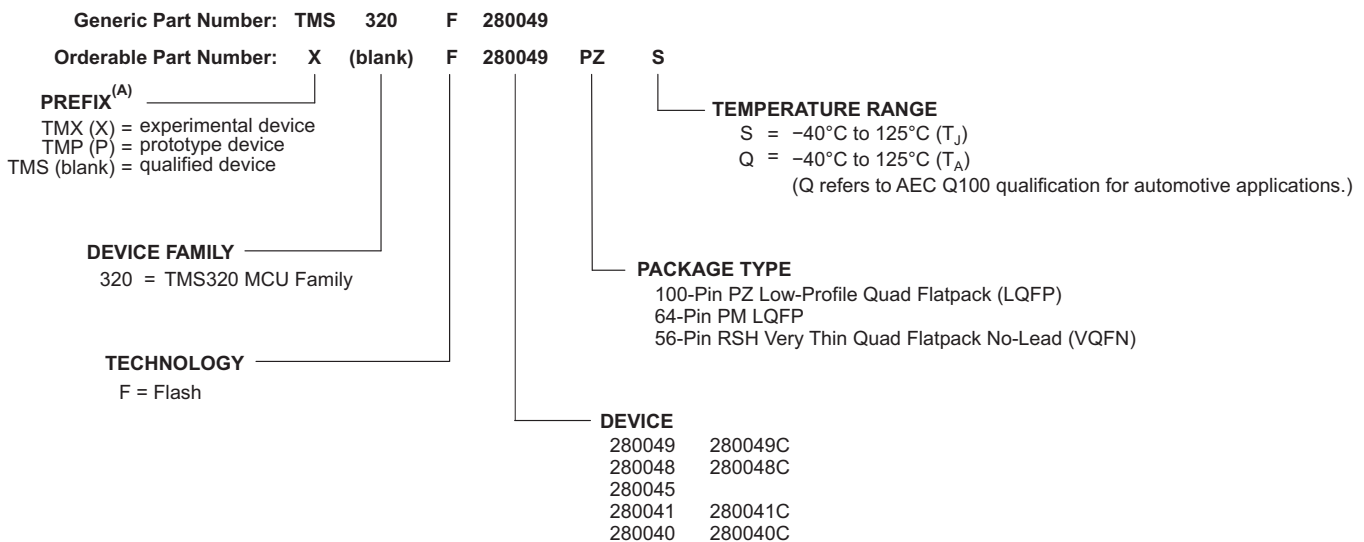 Generic Part Number: TMS 320 F 280049
Orderable Part Number: X (blank) F 280049 PZ S
PREFIX(A)
TMX (X) = experimental device
TMP (P) = prototype device
TMS (blank) = qualified device
TEMPERATURE RANGE
S = −40°C to 125°C (TJ)
Q = −40°C to 125°C (TA)
(Q refers to AEC Q100 qualification for automotive applications.)
DEVICE FAMILY
320 = TMS320 MCU Family
PACKAGE TYPE
100-Pin PZ Low-Profile Quad Flatpack (LQFP)
64-Pin PM LQFP
56-Pin RSH Very Thin Quad Flatpack No-Lead (VQFN)
TECHNOLOGY
F = Flash
DEVICE
280049 280049C
280048 280048C
280045
280041 280041C
280040 280040C